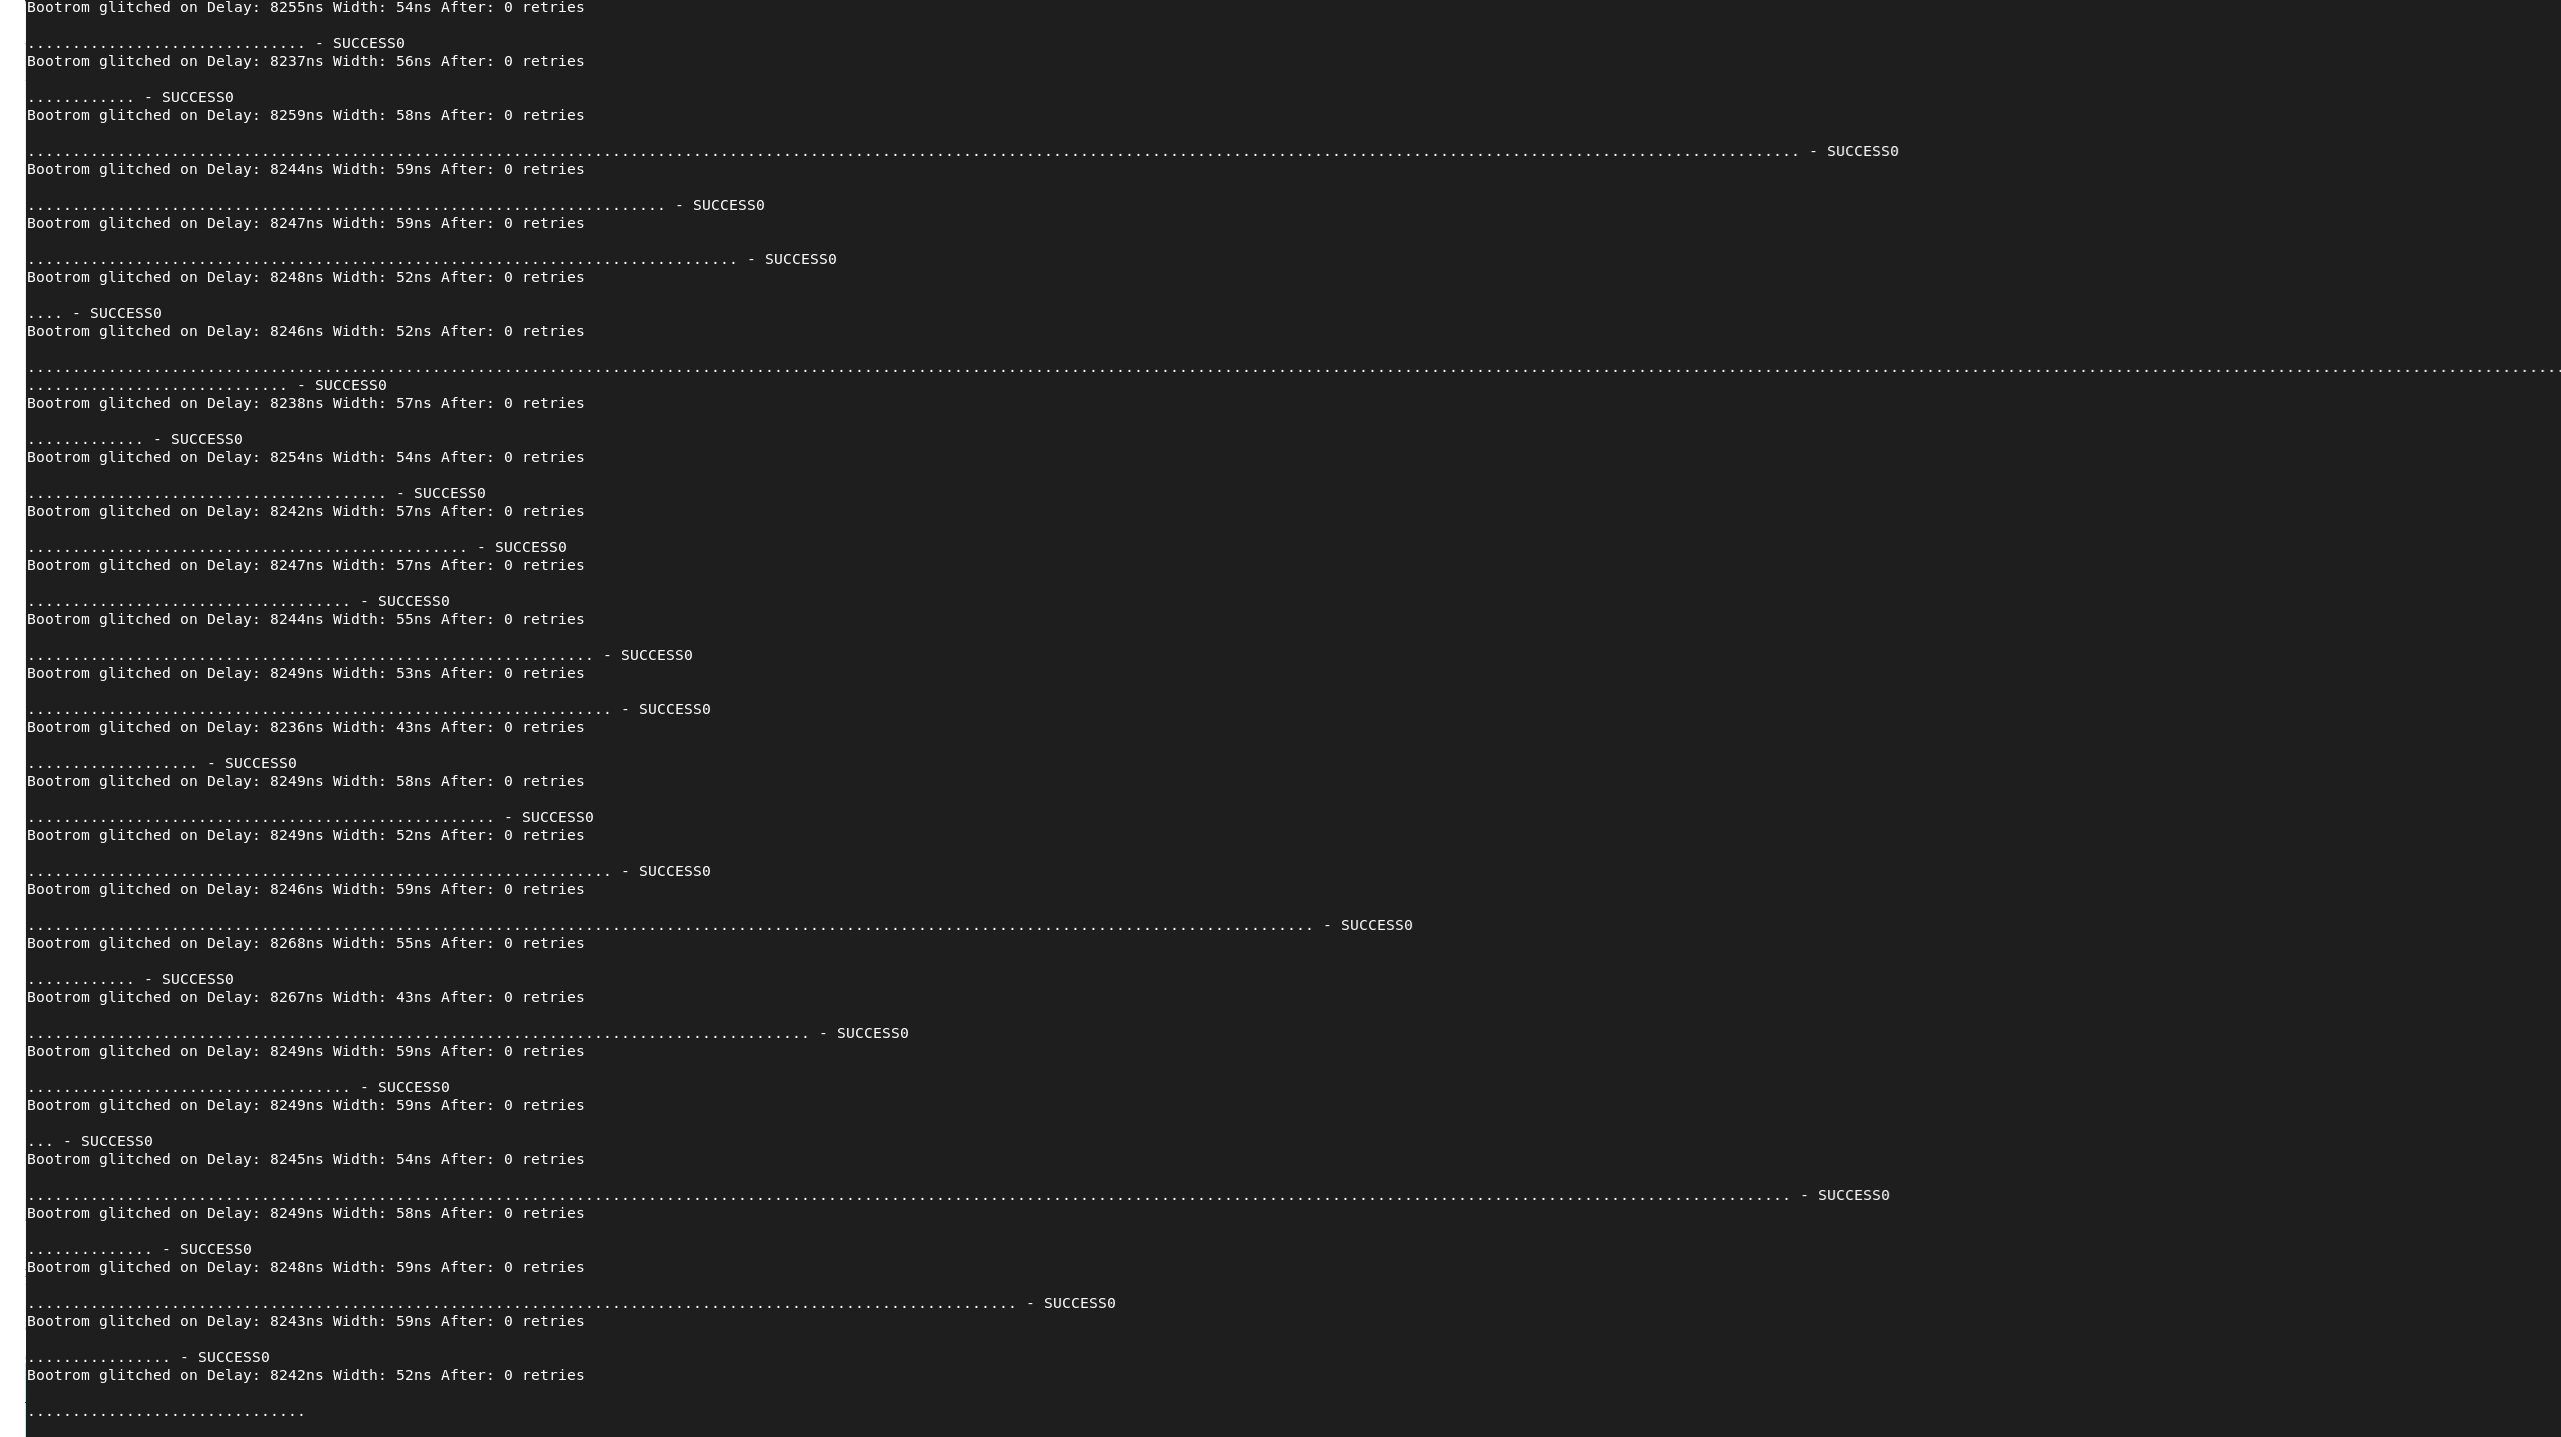 Bootrom glitched on Delay: 8255ns Width: 54ns After: 0 retries
............................... - SUCCESS0
Bootrom glitched on Delay: 8237ns Width: 56ns After: 0 retries
............ - SUCCESS0
Bootrom glitched on Delay: 8259ns Width: 58ns After: 0 retries
..................................................................................................................................................................................................... - SUCCESS0
Bootrom glitched on Delay: 8244ns Width: 59ns After: 0 retries
....................................................................... - SUCCESS0
Bootrom glitched on Delay: 8247ns Width: 59ns After: 0 retries
............................................................................... - SUCCESS0
Bootrom glitched on Delay: 8248ns Width: 52ns After: 0 retries
.... - SUCCESS0
Bootrom glitched on Delay: 8246ns Width: 52ns After: 0 retries
.........................................................................................................................................................................................................................................................................................
............................. - SUCCESS0
Bootrom glitched on Delay: 8238ns Width: 57ns After: 0 retries
............. - SUCCESS0
Bootrom glitched on Delay: 8254ns Width: 54ns After: 0 retries
........................................ - SUCCESS0
Bootrom glitched on Delay: 8242ns Width: 57ns After: 0 retries
................................................. - SUCCESS0
Bootrom glitched on Delay: 8247ns Width: 57ns After: 0 retries
.................................... - SUCCESS0
Bootrom glitched on Delay: 8244ns Width: 55ns After: 0 retries
............................................................... - SUCCESS0
Bootrom glitched on Delay: 8249ns Width: 53ns After: 0 retries
................................................................. - SUCCESS0
Bootrom glitched on Delay: 8236ns Width: 43ns After: 0 retries
................... - SUCCESS0
Bootrom glitched on Delay: 8249ns Width: 58ns After: 0 retries
.................................................... - SUCCESS0
Bootrom glitched on Delay: 8249ns Width: 52ns After: 0 retries
................................................................. - SUCCESS0
Bootrom glitched on Delay: 8246ns Width: 59ns After: 0 retries
............................................................................................................................................... - SUCCESS0
Bootrom glitched on Delay: 8268ns Width: 55ns After: 0 retries
............ - SUCCESS0
Bootrom glitched on Delay: 8267ns Width: 43ns After: 0 retries
....................................................................................... - SUCCESS0
Bootrom glitched on Delay: 8249ns Width: 59ns After: 0 retries
.................................... - SUCCESS0
Bootrom glitched on Delay: 8249ns Width: 59ns After: 0 retries
... - SUCCESS0
Bootrom glitched on Delay: 8245ns Width: 54ns After: 0 retries
.................................................................................................................................................................................................... - SUCCESS0
Bootrom glitched on Delay: 8249ns Width: 58ns After: 0 retries
.............. - SUCCESS0
Bootrom glitched on Delay: 8248ns Width: 59ns After: 0 retries
.............................................................................................................. - SUCCESS0
Bootrom glitched on Delay: 8243ns Width: 59ns After: 0 retries
................ - SUCCESS0
Bootrom glitched on Delay: 8242ns Width: 52ns After: 0 retries
...............................